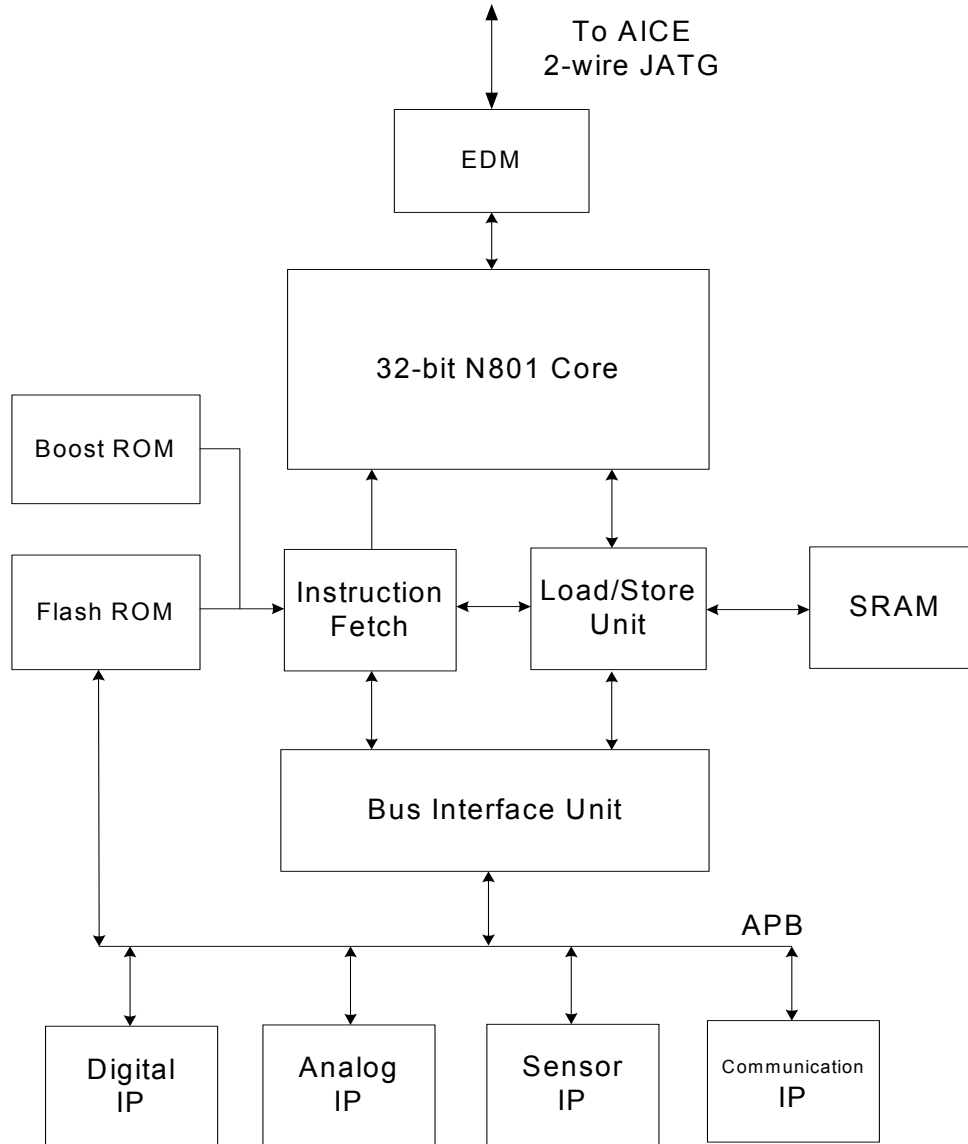 To AICE
2-wire JATG
EDM
32-bit N801 Core
Boost ROM
Flash ROM
Instruction
Fetch
Load/Store
Unit
SRAM
Bus Interface Unit
APB
Digital
IP
Analog
IP
Sensor
IP
Communication
IP